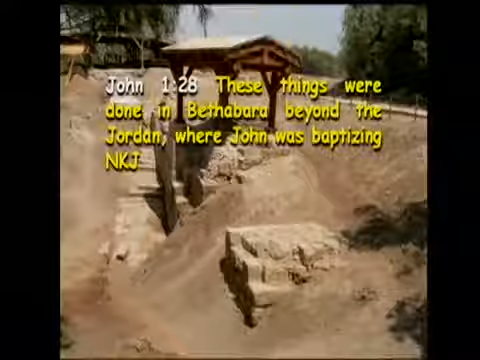 John 1:28 These things were
done in Bethabara beyond the
Jordan, where John was baptizing
NKJ